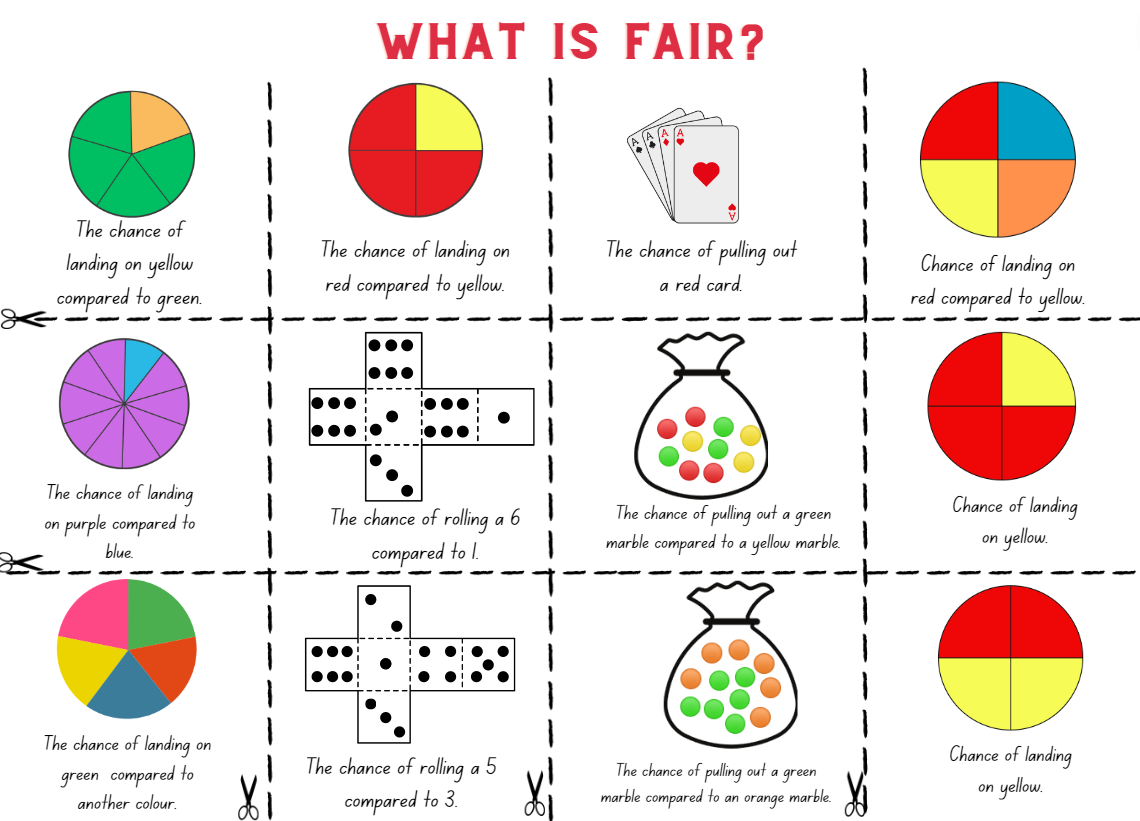 WHAT IS FAIR?
The chance of
landing on yellow
compared to green.
The chance of landing on
red compared to yellow.
A
A
A
A
A
The chance of pulling out
a red card.
Chance of landing on
red compared to yellow.
The chance of landing
on purple compared to
blue.
The chance of rolling a 6
compared to 1.
The chance of pulling out a green
marble compared to a yellow marble.
Chance of landing
on yellow.
The chance of landing on
green compared to
another colour.
The chance of rolling a 5
compared to 3.
The chance of pulling out a green
marble compared to an orange marble.
Chance of landing
on yellow.